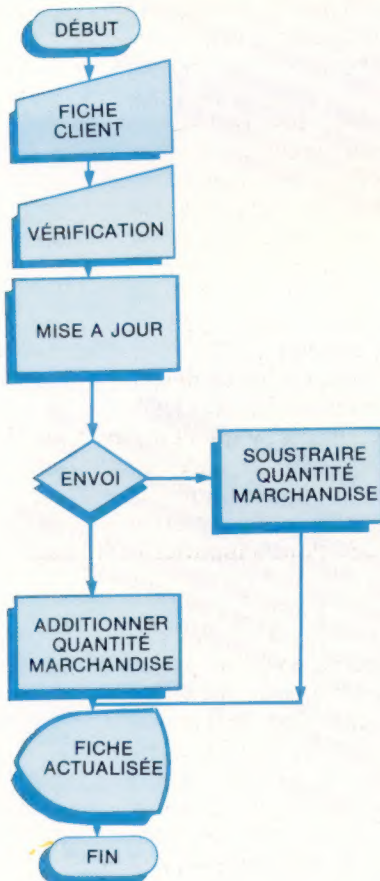 DÉBUT
FICHE
CLIENT
VÉRIFICATION
MISE A JOUR
ENVOI
SOUSTRAIRE
QUANTITÉ
MARCHANDISE
ADDITIONNER
QUANTITÉ
MARCHANDISE
FICHE
ACTUALISÉE
FIN